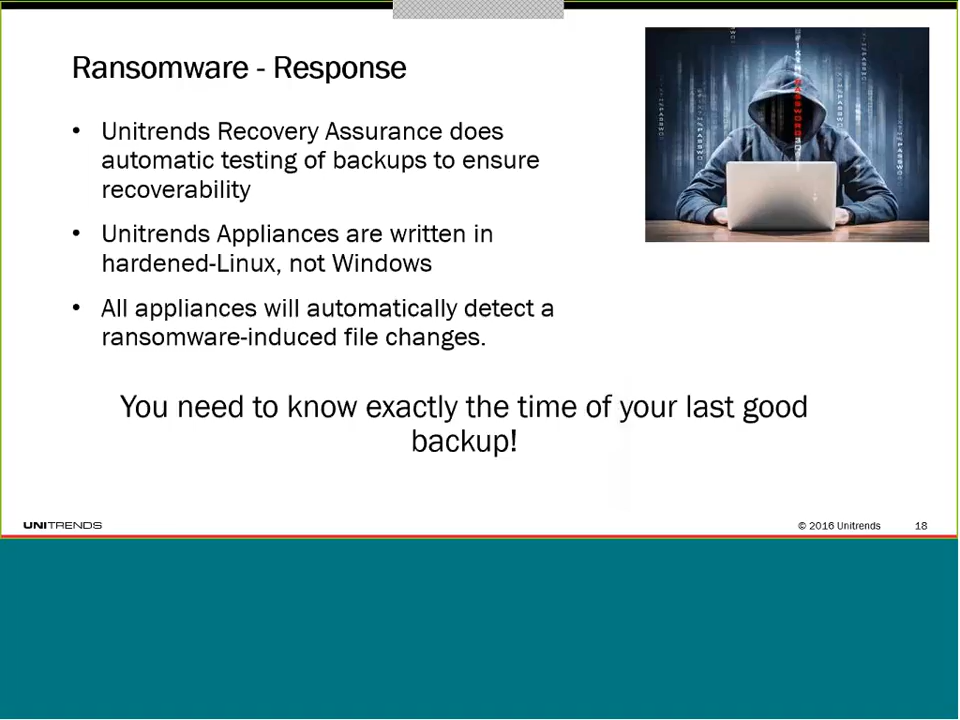 Ransomware - Response
• Unitrends Recovery Assurance does
automatic testing of backups to ensure
recoverability
• Unitrends Appliances are written in
hardened-Linux, not Windows
• All appliances will automatically detect a
ransomware-induced file changes.
You need to know exactly the time of your last good
backup!
UNITRENDS
© 2016 Unitrends
18